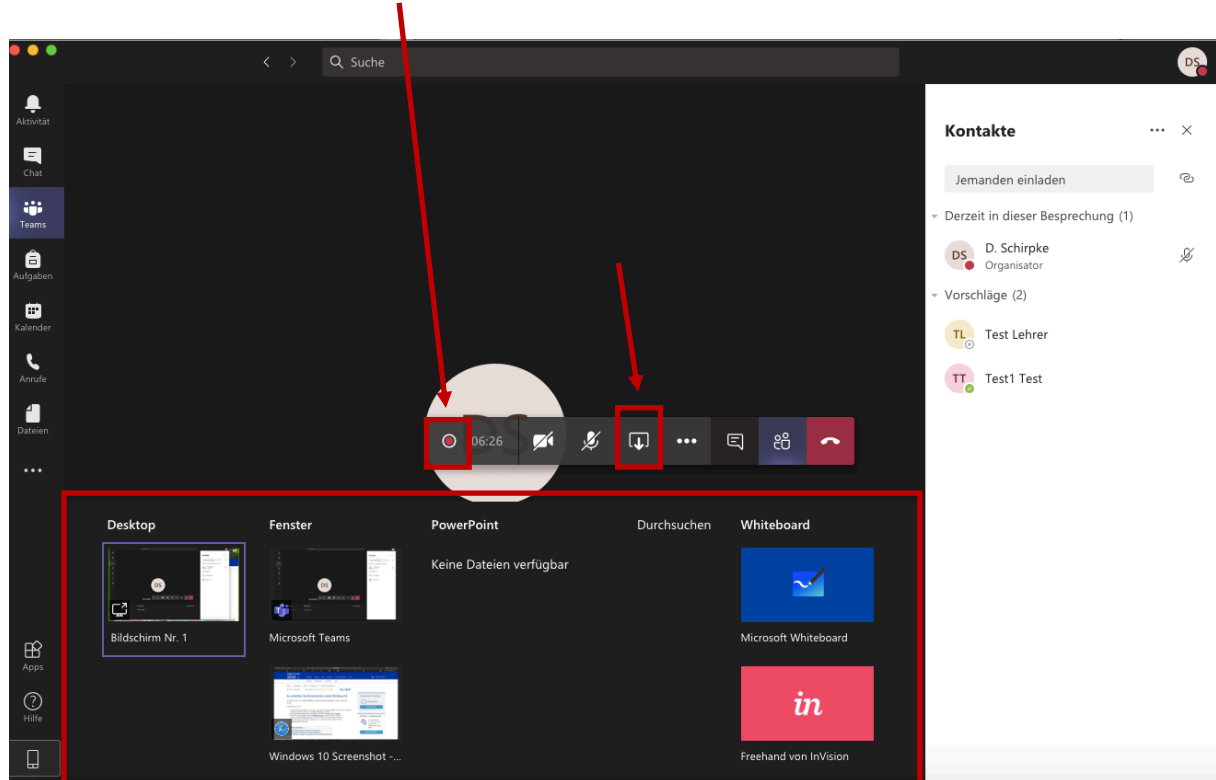 Suche
DS
Aktivität
Chat
Teams
Aufgaben
Kalender
Anrufe
Dateien
Apps
Hilfe
DS
06:26
Kontakte
Jemanden einladen
Derzeit in dieser Besprechung (1)
DS
D. Schirpke
Organisator
Vorschläge (2)
TL
Test Lehrer
TT
Test1 Test
Desktop
Bildschirm Nr. 1
Fenster
DS
Microsoft Teams
Windows 10 Screenshot -...
PowerPoint
Durchsuchen
Keine Dateien verfügbar
Whiteboard
Microsoft Whiteboard
in
Freehand von InVision